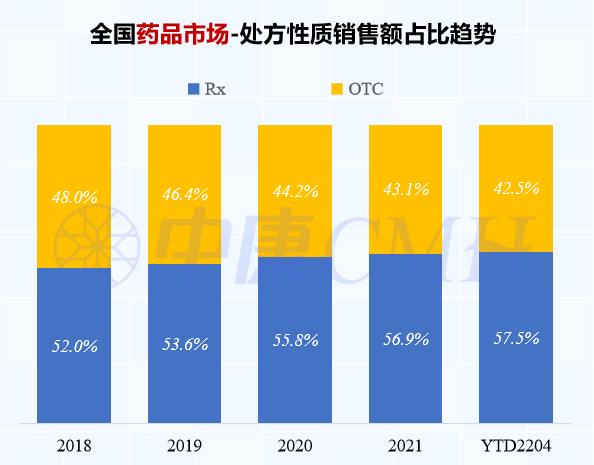 全国药品市场-处方性质销售额占比趋势
Rx OTC
48.0% 46.4% 44.2% 43.1% 42.5%
中康CMH
52.0% 53.6% 55.8% 56.9% 57.5%
2018 2019 2020 2021 YTD2204